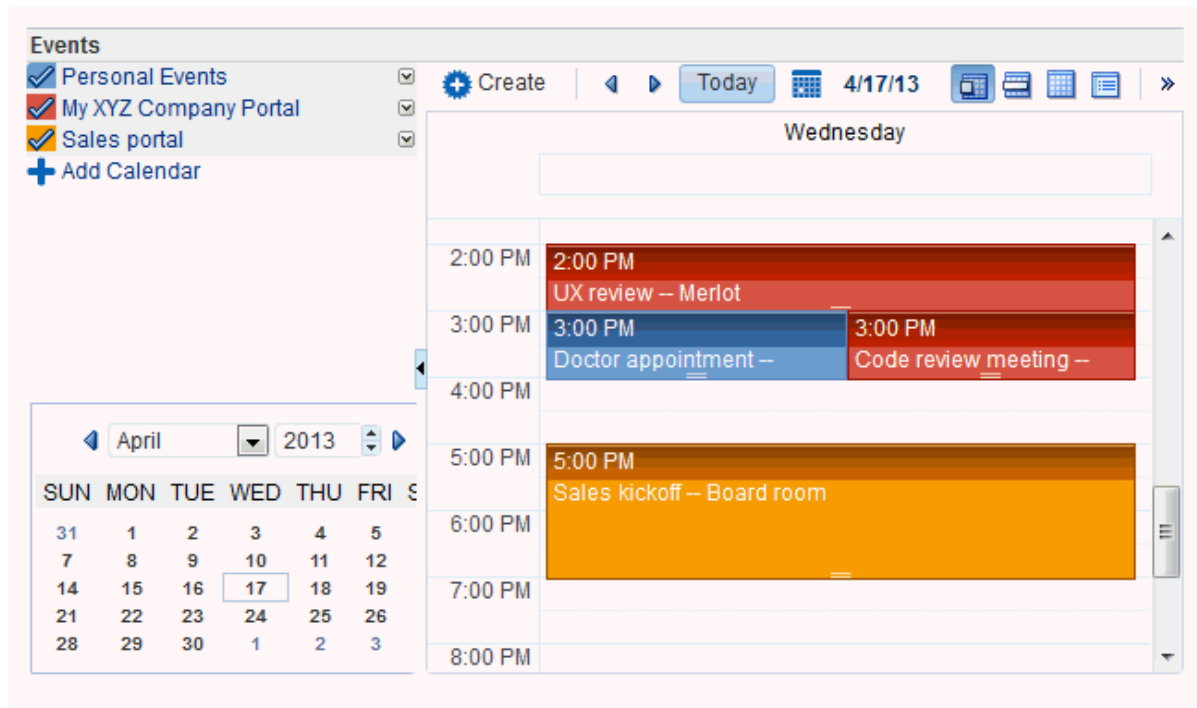 Events
Personal Events
My XYZ Company Portal
Sales portal
Add Calendar
Create Today 4/17/13 »
Wednesday
2:00 PM
2:00 PM
UX review -- Merlot
3:00 PM
3:00 PM
Doctor appointment --
3:00 PM
Code review meeting --
4:00 PM
5:00 PM
5:00 PM
Sales kickoff -- Board room
6:00 PM
7:00 PM
8:00 PM
April 2013
SUN MON TUE WED THU FRI S
31 1 2 3 4 5
7 8 9 10 11 12
14 15 16 17 18 19
21 22 23 24 25 26
28 29 30 1 2 3